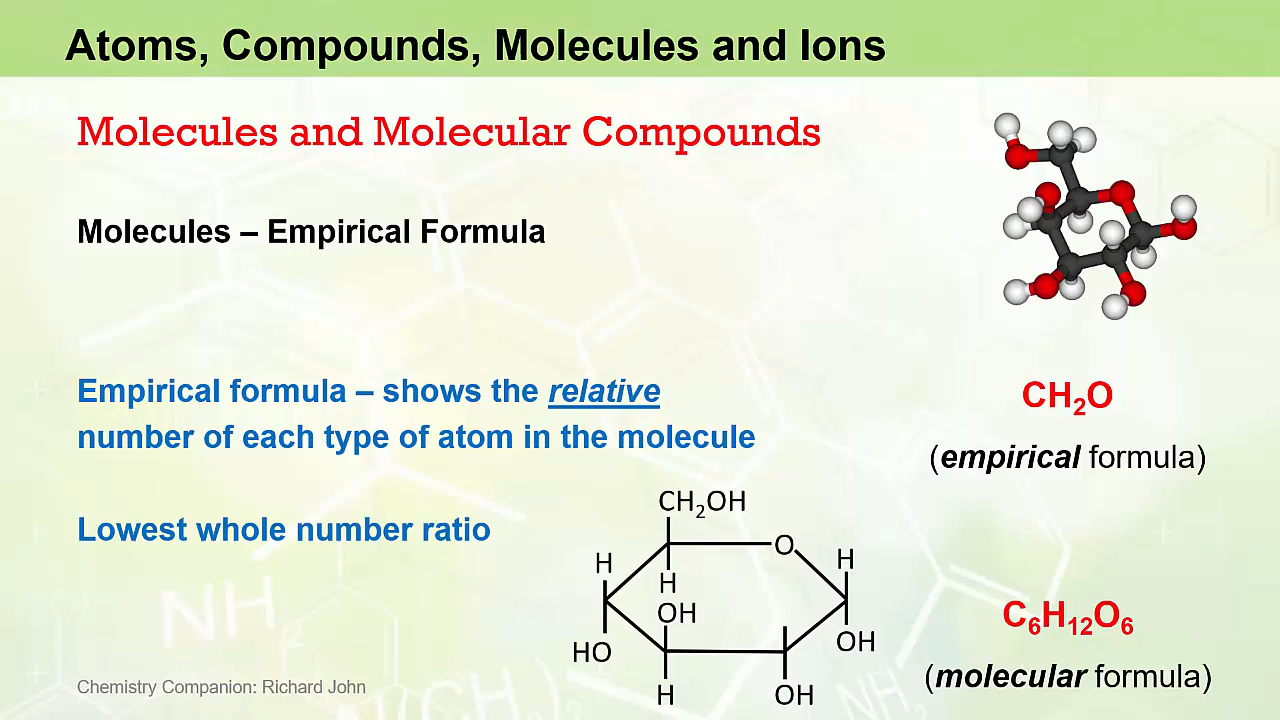 Atoms, Compounds, Molecules and Ions
Molecules and Molecular Compounds
Molecules – Empirical Formula
Empirical formula – shows the relative
number of each type of atom in the molecule
Lowest whole number ratio
CH₂O
(empirical formula)
CH₂OH
O
H
H
H
OH
HO
OH
H
OH
C₆H₁₂O₆
(molecular formula)
NH₂
Chemistry Companion: Richard John